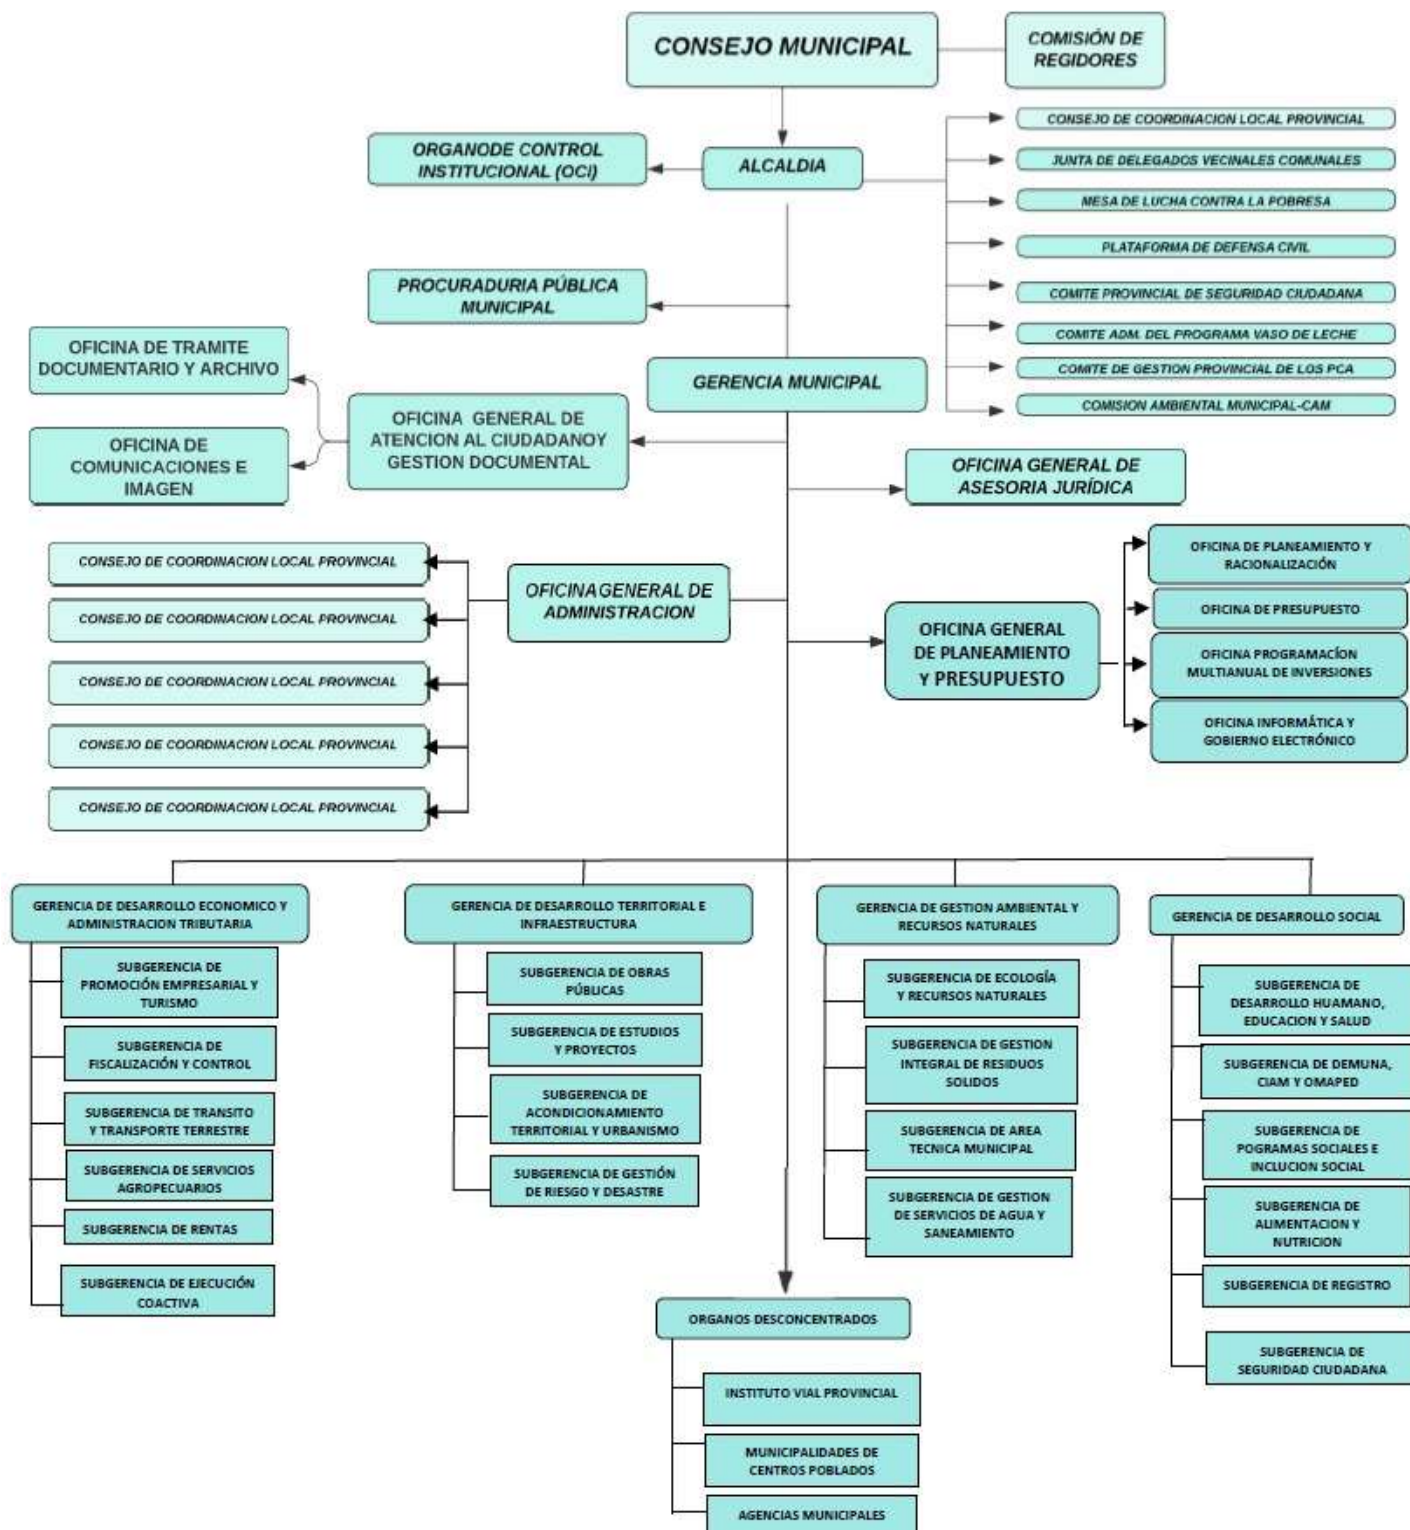 CONSEJO MUNICIPAL
COMISIÓN DE
REGIDORES
ORGANODE CONTROL
INSTITUCIONAL (OCI)
ALCALDIA
CONSEJO DE COORDINACION LOCAL PROVINCIAL
JUNTA DE DELEGADOS VECINALES COMUNALES
MESA DE LUCHA CONTRA LA POBRESA
PLATAFORMA DE DEFENSA CIVIL
COMITE PROVINCIAL DE SEGURIDAD CIUDADANA
COMITE ADM. DEL PROGRAMA VASO DE LECHE
COMITE DE GESTION PROVINCIAL DE LOS PCA
COMISION AMBIENTAL MUNICIPAL-CAM
PROCURADURIA PÚBLICA
MUNICIPAL
OFICINA DE TRAMITE
DOCUMENTARIO Y ARCHIVO
GERENCIA MUNICIPAL
OFICINA GENERAL DE
ATENCION AL CIUDADANOY
GESTION DOCUMENTAL
OFICINA DE
COMUNICACIONES E
IMAGEN
OFICINA GENERAL DE
ASESORIA JURÍDICA
CONSEJO DE COORDINACION LOCAL PROVINCIAL
CONSEJO DE COORDINACION LOCAL PROVINCIAL
CONSEJO DE COORDINACION LOCAL PROVINCIAL
CONSEJO DE COORDINACION LOCAL PROVINCIAL
CONSEJO DE COORDINACION LOCAL PROVINCIAL
OFICINAGENERAL DE
ADMINISTRACION
OFICINA GENERAL
DE PLANEAMIENTO
Y PRESUPUESTO
OFICINA DE PLANEAMIENTO Y
RACIONALIZACIÓN
OFICINA DE PRESUPUESTO
OFICINA PROGRAMACÍON
MULTIANUAL DE INVERSIONES
OFICINA INFORMÁTICA Y
GOBIERNO ELECTRÓNICO
GERENCIA DE DESARROLLO ECONOMICO Y
ADMINISTRACION TRIBUTARIA
SUBGERENCIA DE
PROMOCIÓN EMPRESARIAL Y
TURISMO
SUBGERENCIA DE
FISCALIZACIÓN Y CONTROL
SUBGERENCIA DE TRANSITO
Y TRANSPORTE TERRESTRE
SUBGERENCIA DE SERVICIOS
AGROPECUARIOS
SUBGERENCIA DE RENTAS
SUBGERENCIA DE EJECUCIÓN
COACTIVA
GERENCIA DE DESARROLLO TERRITORIAL E
INFRAESTRUCTURA
SUBGERENCIA DE OBRAS
PÚBLICAS
SUBGERENCIA DE ESTUDIOS
Y PROYECTOS
SUBGERENCIA DE
ACONDICIONAMIENTO
TERRITORIAL Y URBANISMO
SUBGERENCIA DE GESTIÓN
DE RIESGO Y DESASTRE
GERENCIA DE GESTION AMBIENTAL Y
RECURSOS NATURALES
SUBGERENCIA DE ECOLOGÍA
Y RECURSOS NATURALES
SUBGERENCIA DE GESTION
INTEGRAL DE RESIDUOS
SOLIDOS
SUBGERENCIA DE AREA
TECNICA MUNICIPAL
SUBGERENCIA DE GESTION
DE SERVICIOS DE AGUA Y
SANEAMIENTO
GERENCIA DE DESARROLLO SOCIAL
SUBGERENCIA DE
DESARROLLO HUAMANO,
EDUCACION Y SALUD
SUBGERENCIA DE DEMUNA,
CIAM Y OMAPED
SUBGERENCIA DE
POGRAMAS SOCIALES E
INCLUCION SOCIAL
SUBGERENCIA DE
ALIMENTACION Y
NUTRICION
SUBGERENCIA DE REGISTRO
SUBGERENCIA DE
SEGURIDAD CIUDADANA
ORGANOS DESCONCENTRADOS
INSTITUTO VIAL PROVINCIAL
MUNICIPALIDADES DE
CENTROS POBLADOS
AGENCIAS MUNICIPALES